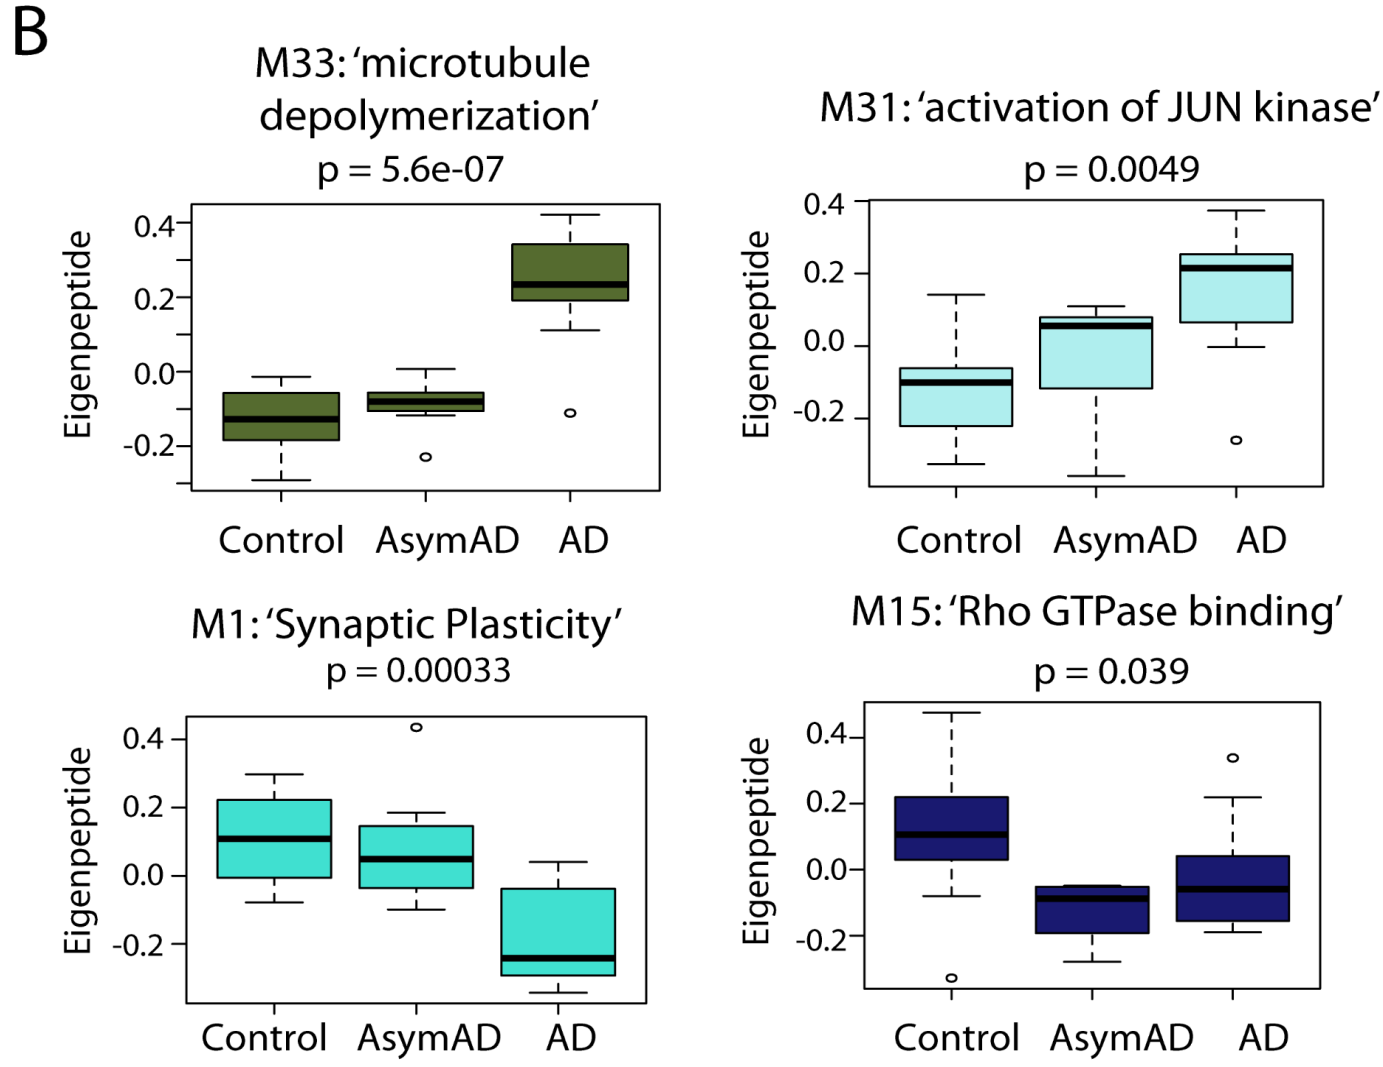 B
M33: ‘microtubule
depolymerization’
p = 5.6e-07
Eigenpeptide
0.4
0.2
0.0
-0.2
Control AsymAD AD
M31: ‘activation of JUN kinase’
p = 0.0049
Eigenpeptide
0.4
0.2
0.0
-0.2
Control AsymAD AD
M1: ‘Synaptic Plasticity’
p = 0.00033
Eigenpeptide
0.4
0.2
0.0
-0.2
Control AsymAD AD
M15: ‘Rho GTPase binding’
p = 0.039
Eigenpeptide
0.4
0.2
0.0
-0.2
Control AsymAD AD